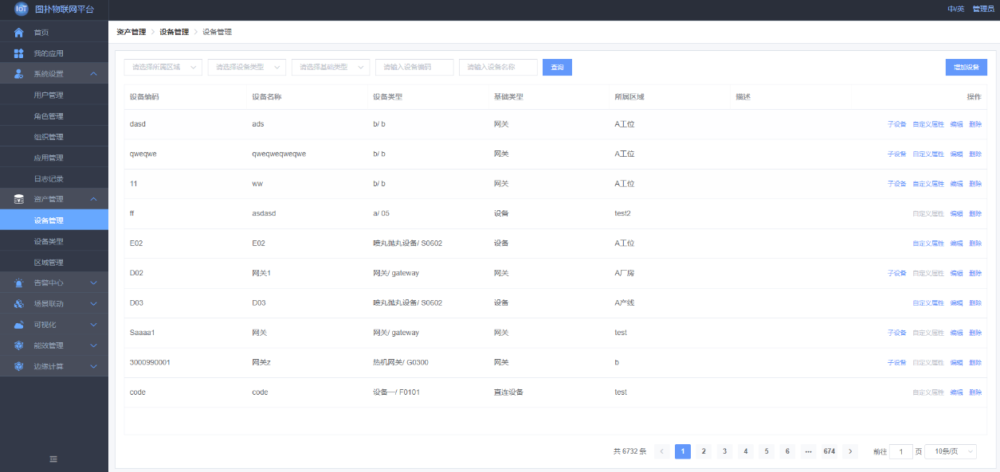 IOT 图扑物联网平台
中/英 管理员
首页
我的应用
系统设置
用户管理
角色管理
组织管理
应用管理
日志记录
资产管理
设备管理
设备类型
区域管理
告警中心
场景联动
可视化
能效管理
边缘计算
资产管理 > 设备管理 > 设备管理
请选择所属区域 请选择设备类型 请选择基础类型 请输入设备编码 请输入设备名称 查询 增加设备
设备编码 设备名称 设备类型 基础类型 所属区域 描述 操作
dasd ads b/ b 网关 A工位 子设备 自定义属性 编辑 删除
qweqwe qweqweqweqwe b/ b 网关 A工位 子设备 自定义属性 编辑 删除
11 ww b/ b 网关 A工位 子设备 自定义属性 编辑 删除
ff asdasd a/ 05 设备 test2 自定义属性 编辑 删除
E02 E02 喷丸抛丸设备/ S0602 设备 A工位 自定义属性 编辑 删除
D02 网关1 网关/ gateway 网关 A厂房 子设备 自定义属性 编辑 删除
D03 D03 喷丸抛丸设备/ S0602 设备 A产线 自定义属性 编辑 删除
Saaaa1 网关 网关/ gateway 网关 test 子设备 自定义属性 编辑 删除
3000990001 网关z 热机网关/ G0300 网关 b 子设备 自定义属性 编辑 删除
code code 设备一/ F0101 直连设备 test 自定义属性 编辑 删除
共 6732 条 < 1 2 3 4 5 6 ••• 674 > 前往 1 页 10条/页